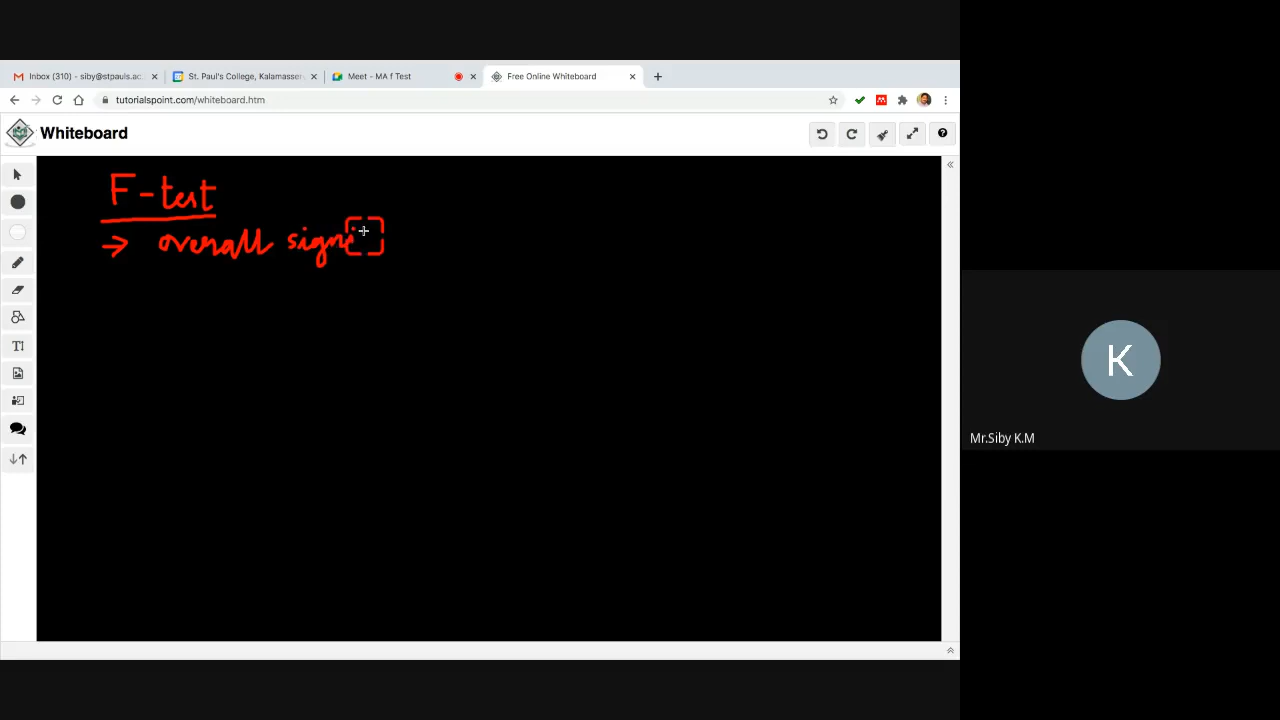 Inbox (310) - siby@stpauls.ac.
St. Paul's College, Kalamasser
Meet - MA f Test
Free Online Whiteboard
tutorialspoint.com/whiteboard.htm
Whiteboard
F-test
→ overall signi
K
Mr.Siby K.M